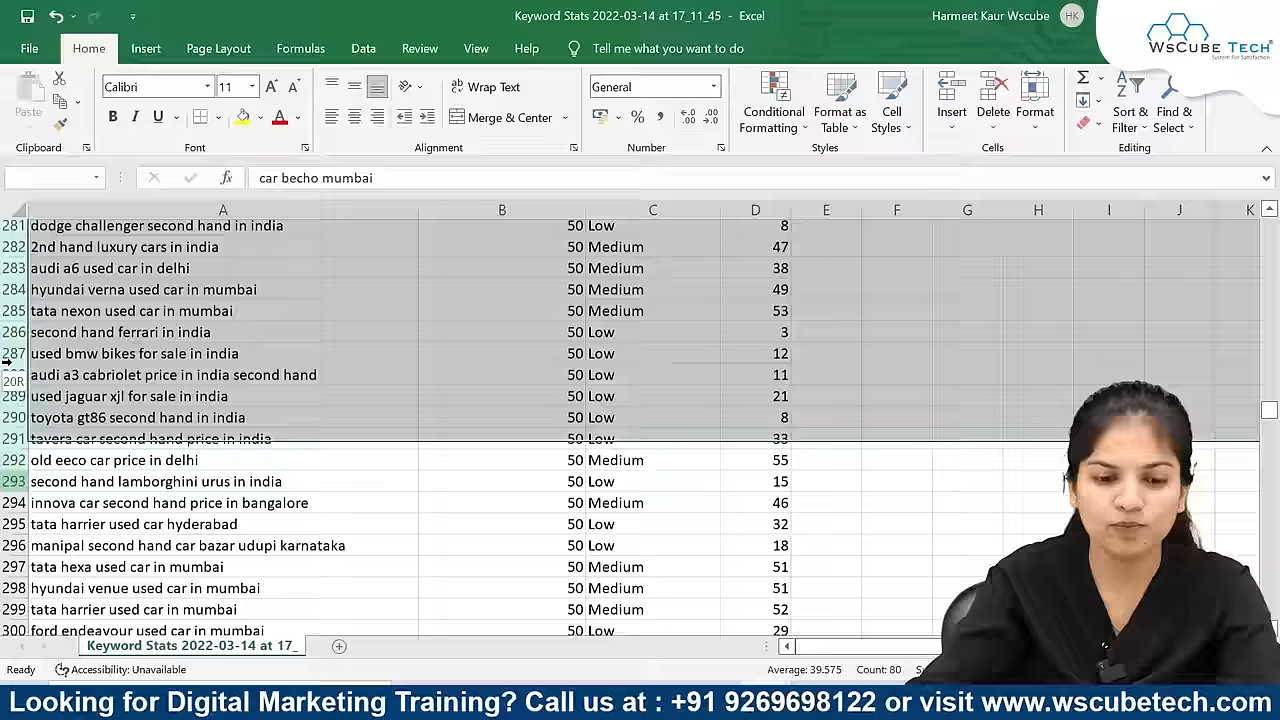 Keyword Stats 2022-03-14 at 17_11_45 - Excel
Harmeet Kaur Wscube
HK
WsCube Tech
System For Satisfaction
File Home Insert Page Layout Formulas Data Review View Help Tell me what you want to do
Paste
Calibri 11
Wrap Text
General
B I U
Merge & Center
Conditional Formatting
Format as Table
Cell Styles
Insert Delete Format
Sort & Filter
Find & Select
Clipboard Font Alignment Number Styles Cells Editing
car becho mumbai
A B C D E F G H I J K
281 dodge challenger second hand in india 50 Low 8
282 2nd hand luxury cars in india 50 Medium 47
283 audi a6 used car in delhi 50 Medium 38
284 hyundai verna used car in mumbai 50 Medium 49
285 tata nexon used car in mumbai 50 Medium 53
286 second hand ferrari in india 50 Low 3
287 used bmw bikes for sale in india 50 Low 12
audi a3 cabriolet price in india second hand 50 Low 11
20R
289 used jaguar xjl for sale in india 50 Low 21
290 toyota gt86 second hand in india 50 Low 8
291 tavera car second hand price in india 50 Low 33
292 old eeco car price in delhi 50 Medium 55
293 second hand lamborghini urus in india 50 Low 15
294 innova car second hand price in bangalore 50 Medium 46
295 tata harrier used car hyderabad 50 Low 32
296 manipal second hand car bazar udupi karnataka 50 Low 18
297 tata hexa used car in mumbai 50 Medium 51
298 hyundai venue used car in mumbai 50 Medium 51
299 tata harrier used car in mumbai 50 Medium 52
300 ford endeavour used car in mumbai 50 Low 29
Keyword Stats 2022-03-14 at 17_
Ready Accessibility: Unavailable Average: 39.575 Count: 80
Looking for Digital Marketing Training? Call us at : +91 9269698122 or visit www.wscubetech.com